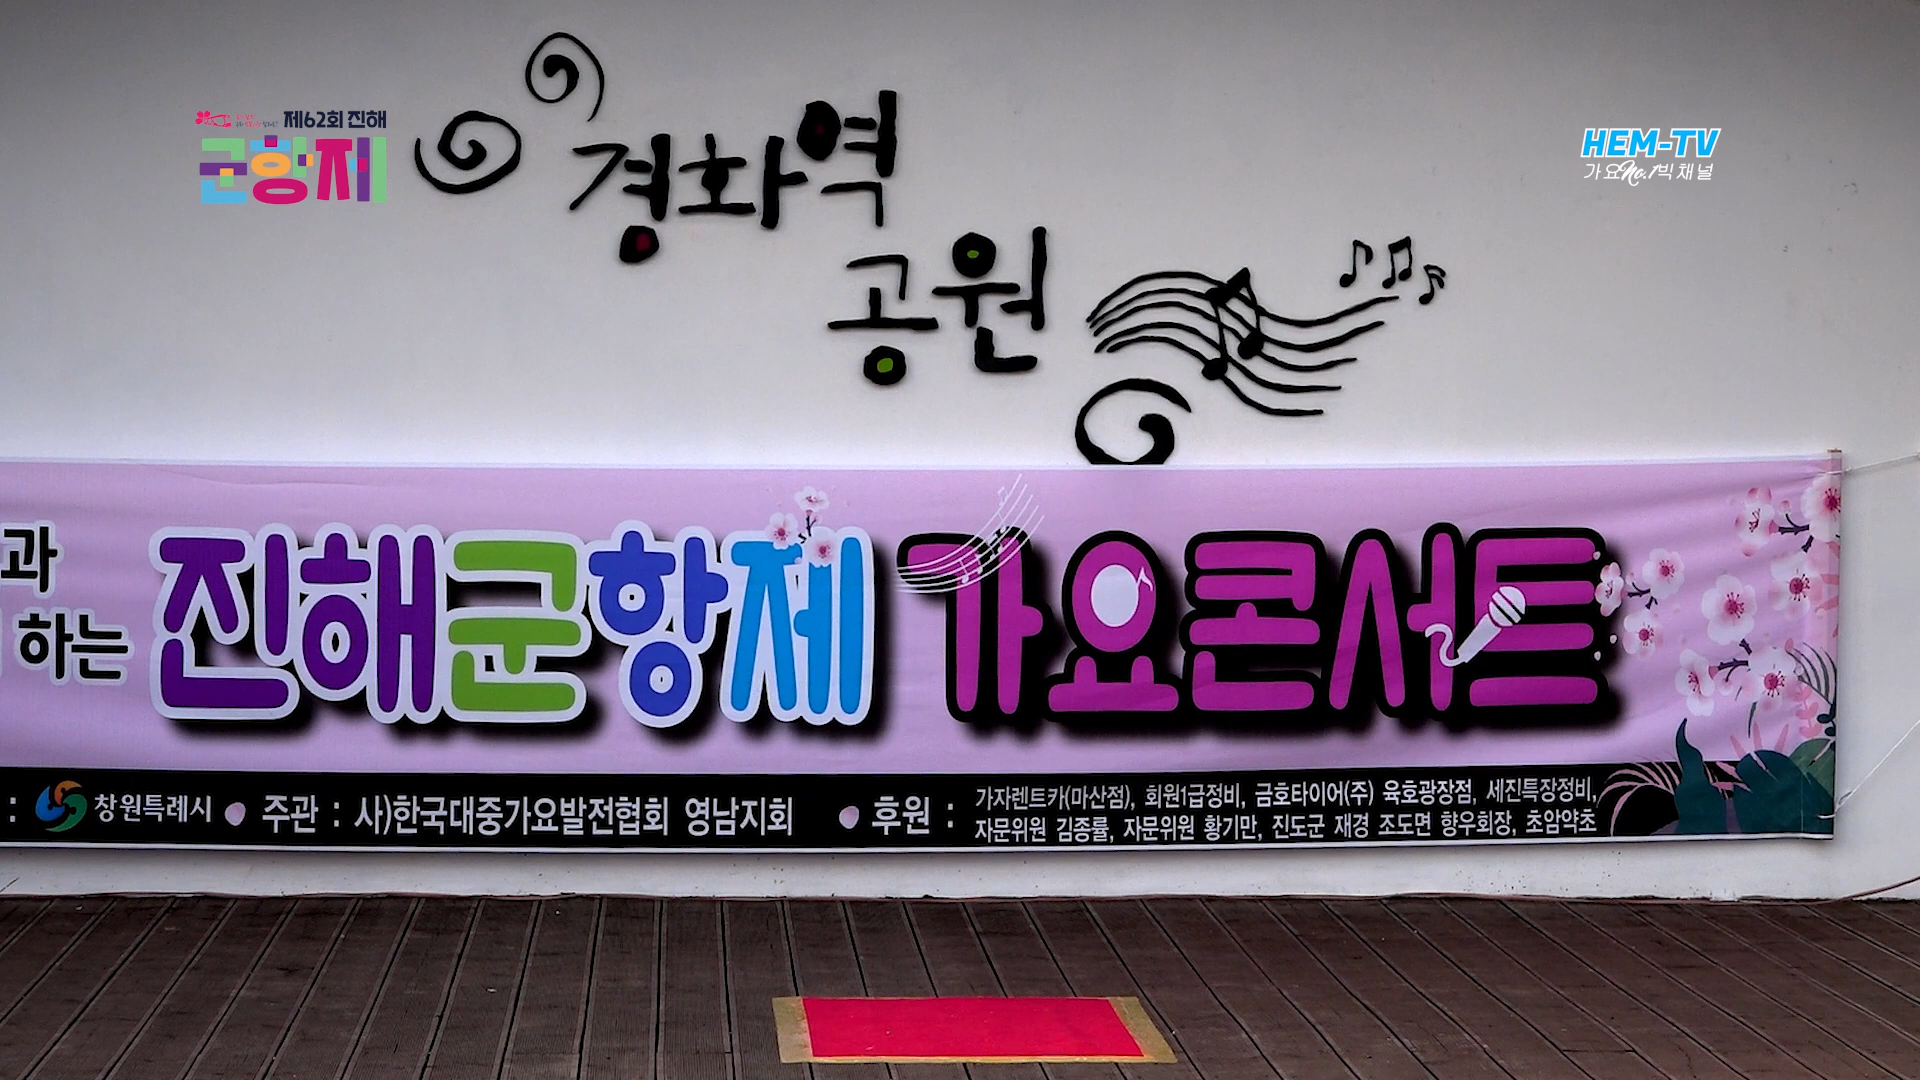 제62회 진해
군항제
HEM-TV
가요No.1빅채널
경화역
공원
과
하는
진해군항제 가요콘서트
: 창원특례시 주관 : 사)한국대중가요발전협회 영남지회 후원 :
가자렌트카(마산점), 회원1급정비, 금호타이어(주) 육호광장점, 세진특장정비,
자문위원 김종률, 자문위원 황기만, 진도군 재경 조도면 향우회장, 초암약초